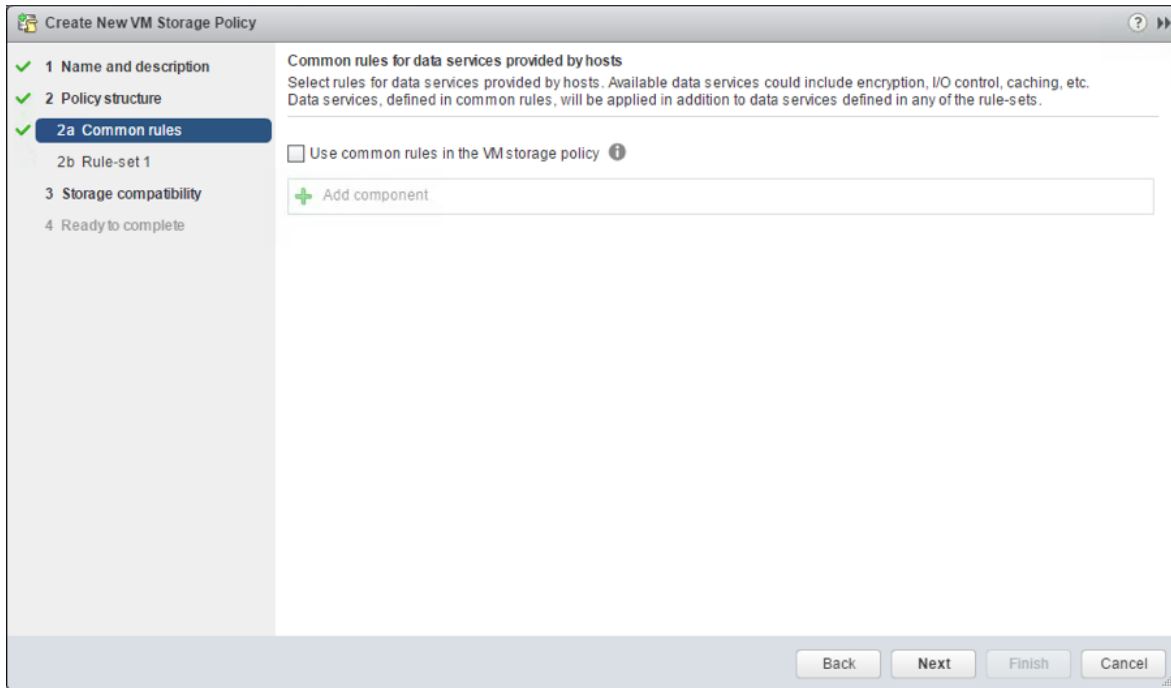 Create New VM Storage Policy
1 Name and description
2 Policy structure
2a Common rules
2b Rule-set 1
3 Storage compatibility
4 Ready to complete
Common rules for data services provided by hosts
Select rules for data services provided by hosts. Available data services could include encryption, I/O control, caching, etc.
Data services, defined in common rules, will be applied in addition to data services defined in any of the rule-sets.
Use common rules in the VM storage policy
Add component
Back Next Finish Cancel